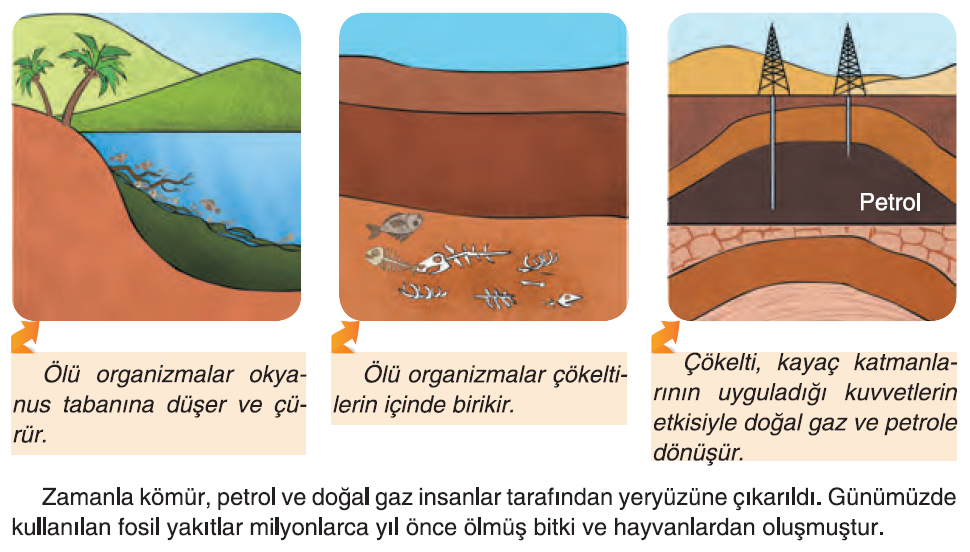 Petrol
Ölü organizmalar okya-
nus tabanına düşer ve çü-
rür.
Ölü organizmalar çökelti-
lerin içinde birikir.
Çökelti, kayaç katmanla-
rının uyguladığı kuvvetlerin
etkisiyle doğal gaz ve petrole
dönüşür.
Zamanla kömür, petrol ve doğal gaz insanlar tarafından yeryüzüne çıkarıldı. Günümüzde
kullanılan fosil yakıtlar milyonlarca yıl önce ölmüş bitki ve hayvanlardan oluşmuştur.